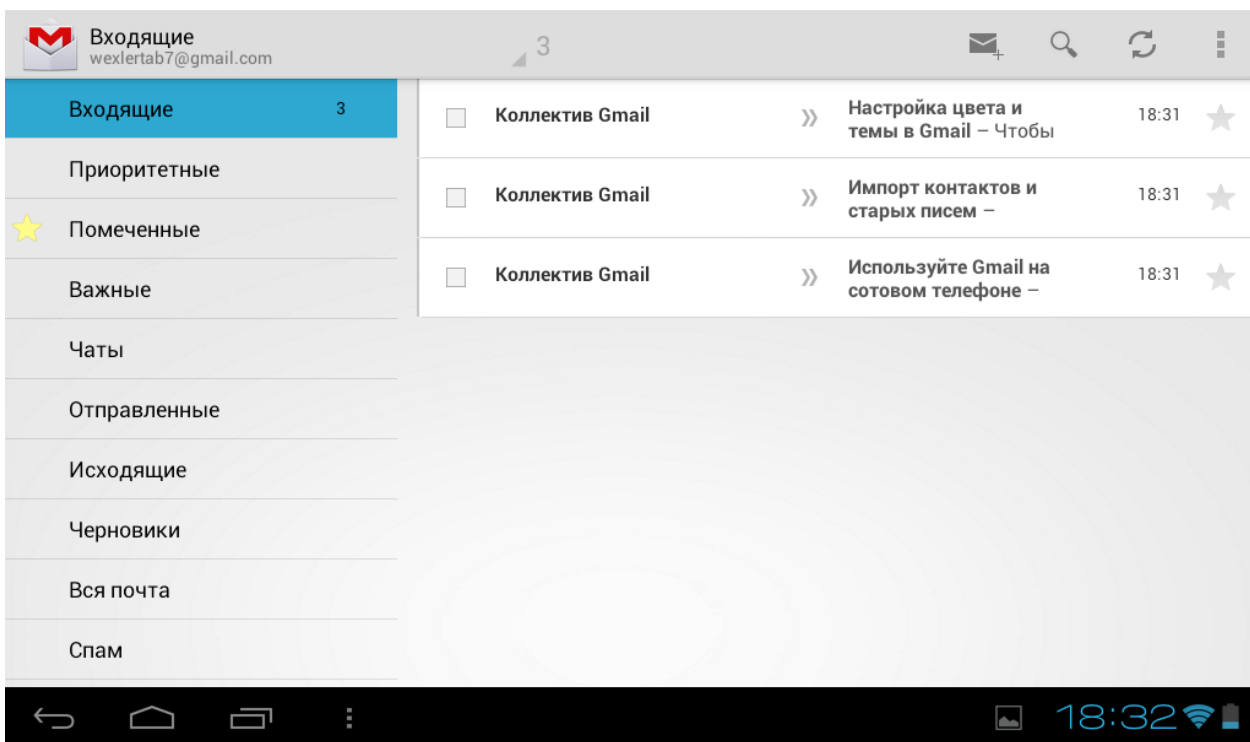 Входящие
wexlertab7@gmail.com
3
Входящие 3
Приоритетные
Помеченные
Важные
Чаты
Отправленные
Исходящие
Черновики
Вся почта
Спам
Коллектив Gmail
Настройка цвета и
темы в Gmail – Чтобы
18:31
Коллектив Gmail
Импорт контактов и
старых писем –
18:31
Коллектив Gmail
Используйте Gmail на
сотовом телефоне –
18:31
18:32